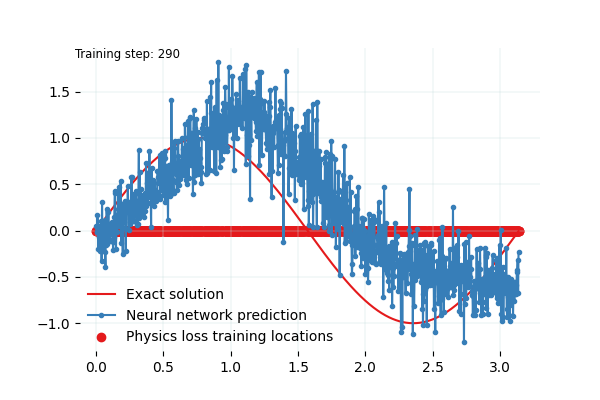 Training step: 290
1.5
1.0
0.5
0.0
−0.5
−1.0
Exact solution
Neural network prediction
Physics loss training locations
0.0 0.5 1.0 1.5 2.0 2.5 3.0